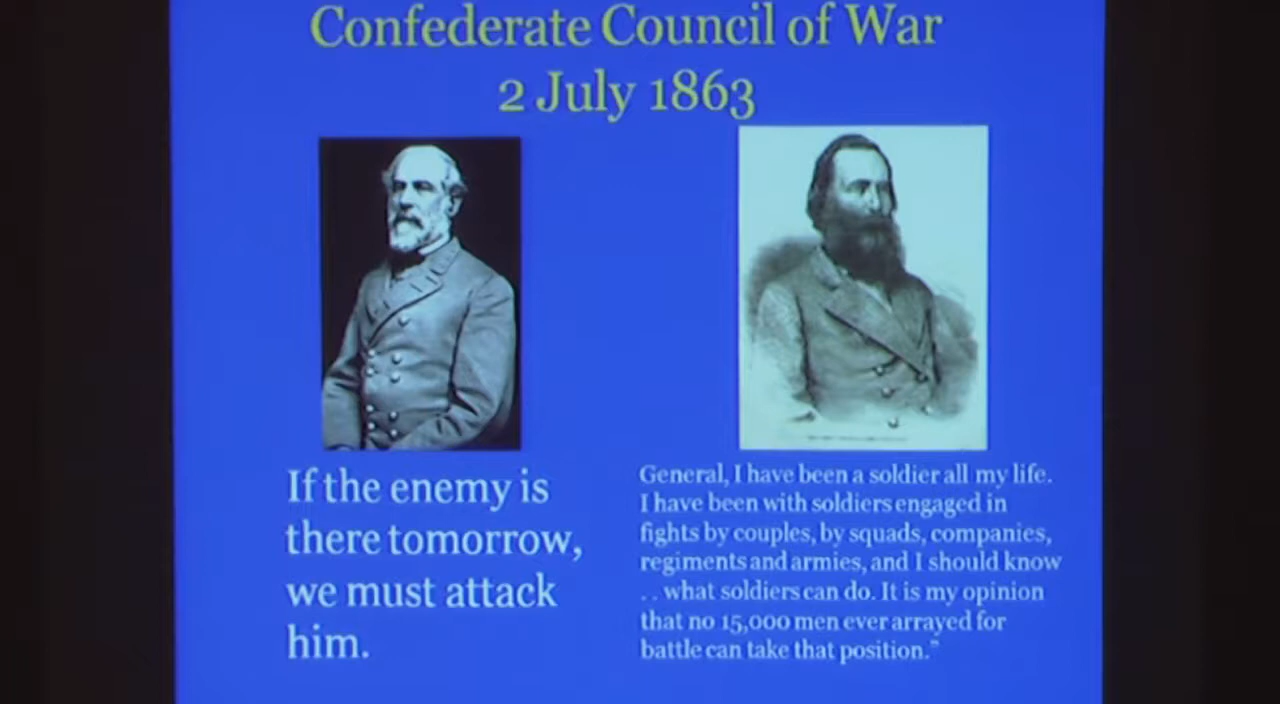 Confederate Council of War
2 July 1863
If the enemy is
there tomorrow,
we must attack
him.
General, I have been a soldier all my life.
I have been with soldiers engaged in
fights by couples, by squads, companies,
regiments and armies, and I should know
. . what soldiers can do. It is my opinion
that no 15,000 men ever arrayed for
battle can take that position."